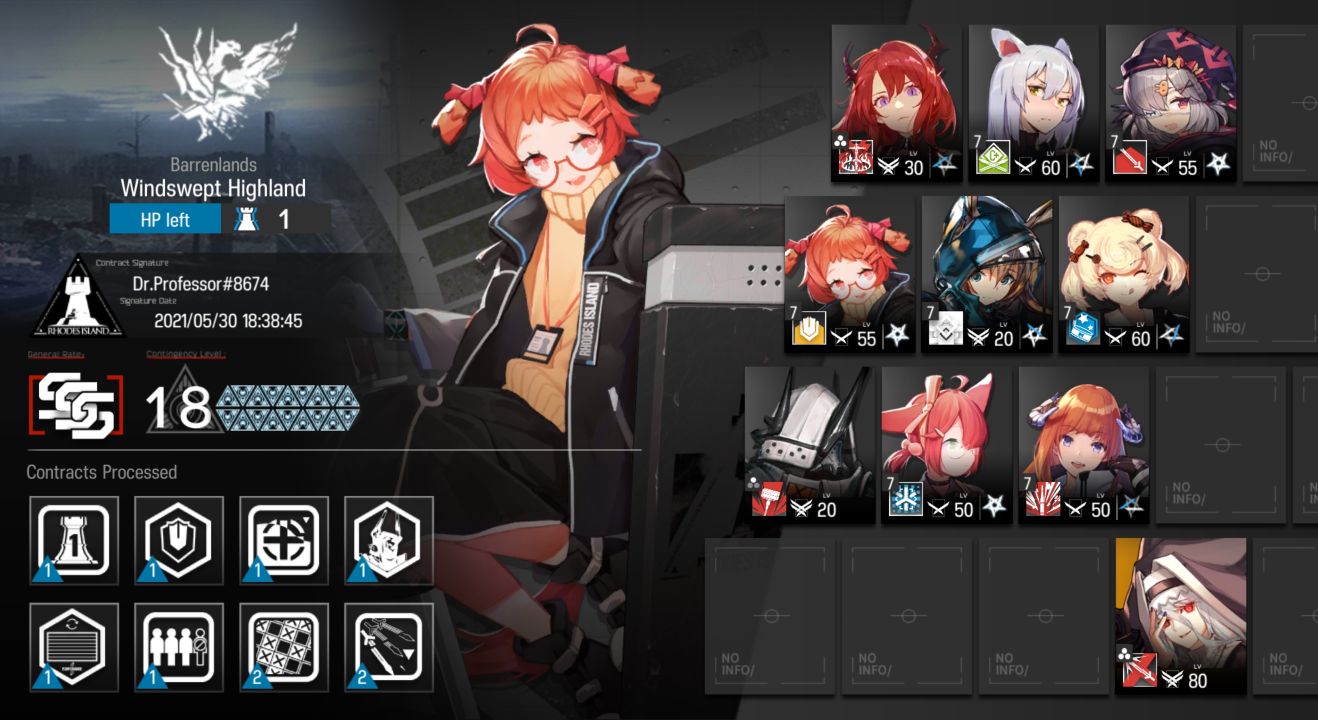 Barrenlands
Windswept Highland
HP left 1
Contract Signature
Dr.Professor#8674
Signature Date
2021/05/30 18:38:45
RHODES ISLAND
General Rate:
Contingency Level:
18
Contracts Processed
1
1 1 1 1
1 1 2 2
RHODES ISLAND
LV 30
7 LV 60
7 LV 55
NO INFO/
7 LV 55
7 LV 20
7 LV 60
NO INFO/
LV 20
7 LV 50
7 LV 50
NO INFO/
NO INFO/
NO INFO/
NO INFO/
LV 80
NO INFO/